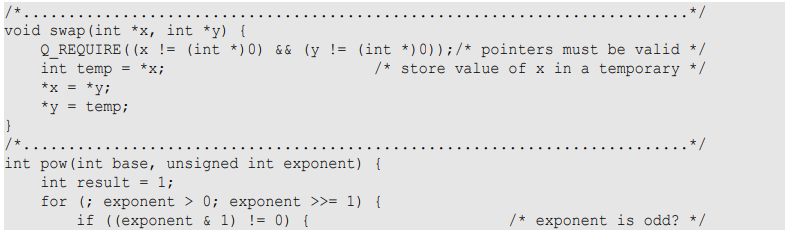 /*..........................................................................*/
void swap(int *x, int *y) {
    Q_REQUIRE((x != (int *)0) && (y != (int *)0));/* pointers must be valid */
    int temp = *x;                       /* store value of x in a temporary */
    *x = *y;
    *y = temp;
}
/*..........................................................................*/
int pow(int base, unsigned int exponent) {
    int result = 1;
    for (; exponent > 0; exponent >>= 1) {
        if ((exponent & 1) != 0) {                      /* exponent is odd? */